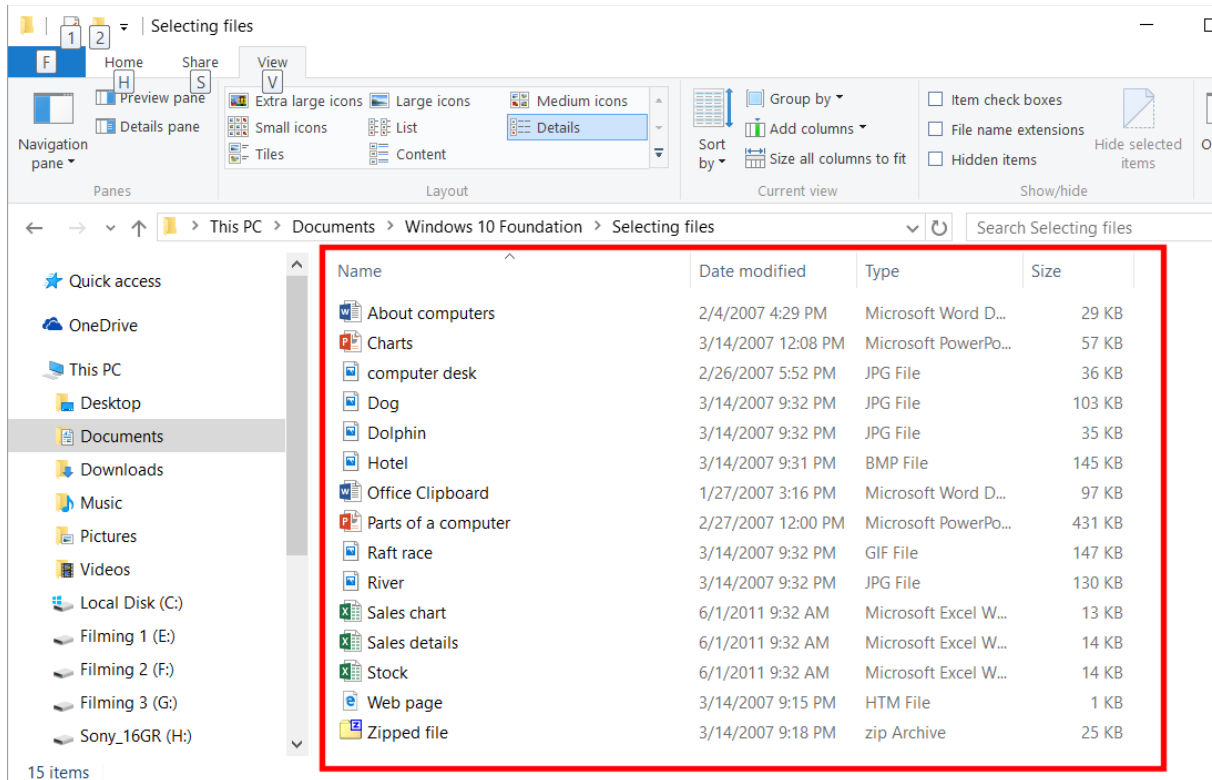 Selecting files
1 2
F Home Share View
H S V
Preview pane
Details pane
Navigation pane
Panes
Extra large icons Large icons Medium icons
Small icons List Details
Tiles Content
Layout
Sort by
Group by
Add columns
Size all columns to fit
Current view
Item check boxes
File name extensions
Hidden items
Hide selected items
Show/hide
This PC > Documents > Windows 10 Foundation > Selecting files
Search Selecting files
Quick access
OneDrive
This PC
Desktop
Documents
Downloads
Music
Pictures
Videos
Local Disk (C:)
Filming 1 (E:)
Filming 2 (F:)
Filming 3 (G:)
Sony_16GR (H:)
Name Date modified Type Size
About computers 2/4/2007 4:29 PM Microsoft Word D... 29 KB
Charts 3/14/2007 12:08 PM Microsoft PowerPo... 57 KB
computer desk 2/26/2007 5:52 PM JPG File 36 KB
Dog 3/14/2007 9:32 PM JPG File 103 KB
Dolphin 3/14/2007 9:32 PM JPG File 35 KB
Hotel 3/14/2007 9:31 PM BMP File 145 KB
Office Clipboard 1/27/2007 3:16 PM Microsoft Word D... 97 KB
Parts of a computer 2/27/2007 12:00 PM Microsoft PowerPo... 431 KB
Raft race 3/14/2007 9:32 PM GIF File 147 KB
River 3/14/2007 9:32 PM JPG File 130 KB
Sales chart 6/1/2011 9:32 AM Microsoft Excel W... 13 KB
Sales details 6/1/2011 9:32 AM Microsoft Excel W... 14 KB
Stock 6/1/2011 9:32 AM Microsoft Excel W... 14 KB
Web page 3/14/2007 9:15 PM HTM File 1 KB
Zipped file 3/14/2007 9:18 PM zip Archive 25 KB
15 items